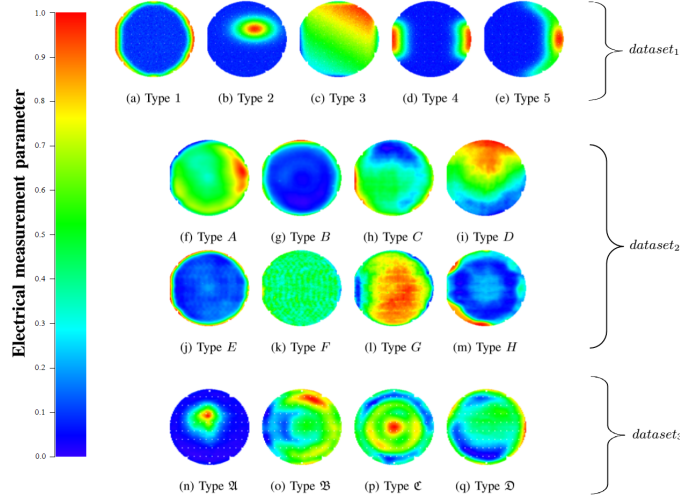 1.0
0.9
0.8
0.7
0.6
0.5
0.4
0.3
0.2
0.1
0.0
Electrical measurement parameter
(a) Type 1
(b) Type 2
(c) Type 3
(d) Type 4
(e) Type 5
dataset₁
(f) Type A
(g) Type B
(h) Type C
(i) Type D
(j) Type E
(k) Type F
(l) Type G
(m) Type H
dataset₂
(n) Type 𝔄
(o) Type 𝔅
(p) Type ℭ
(q) Type 𝔇
dataset₃